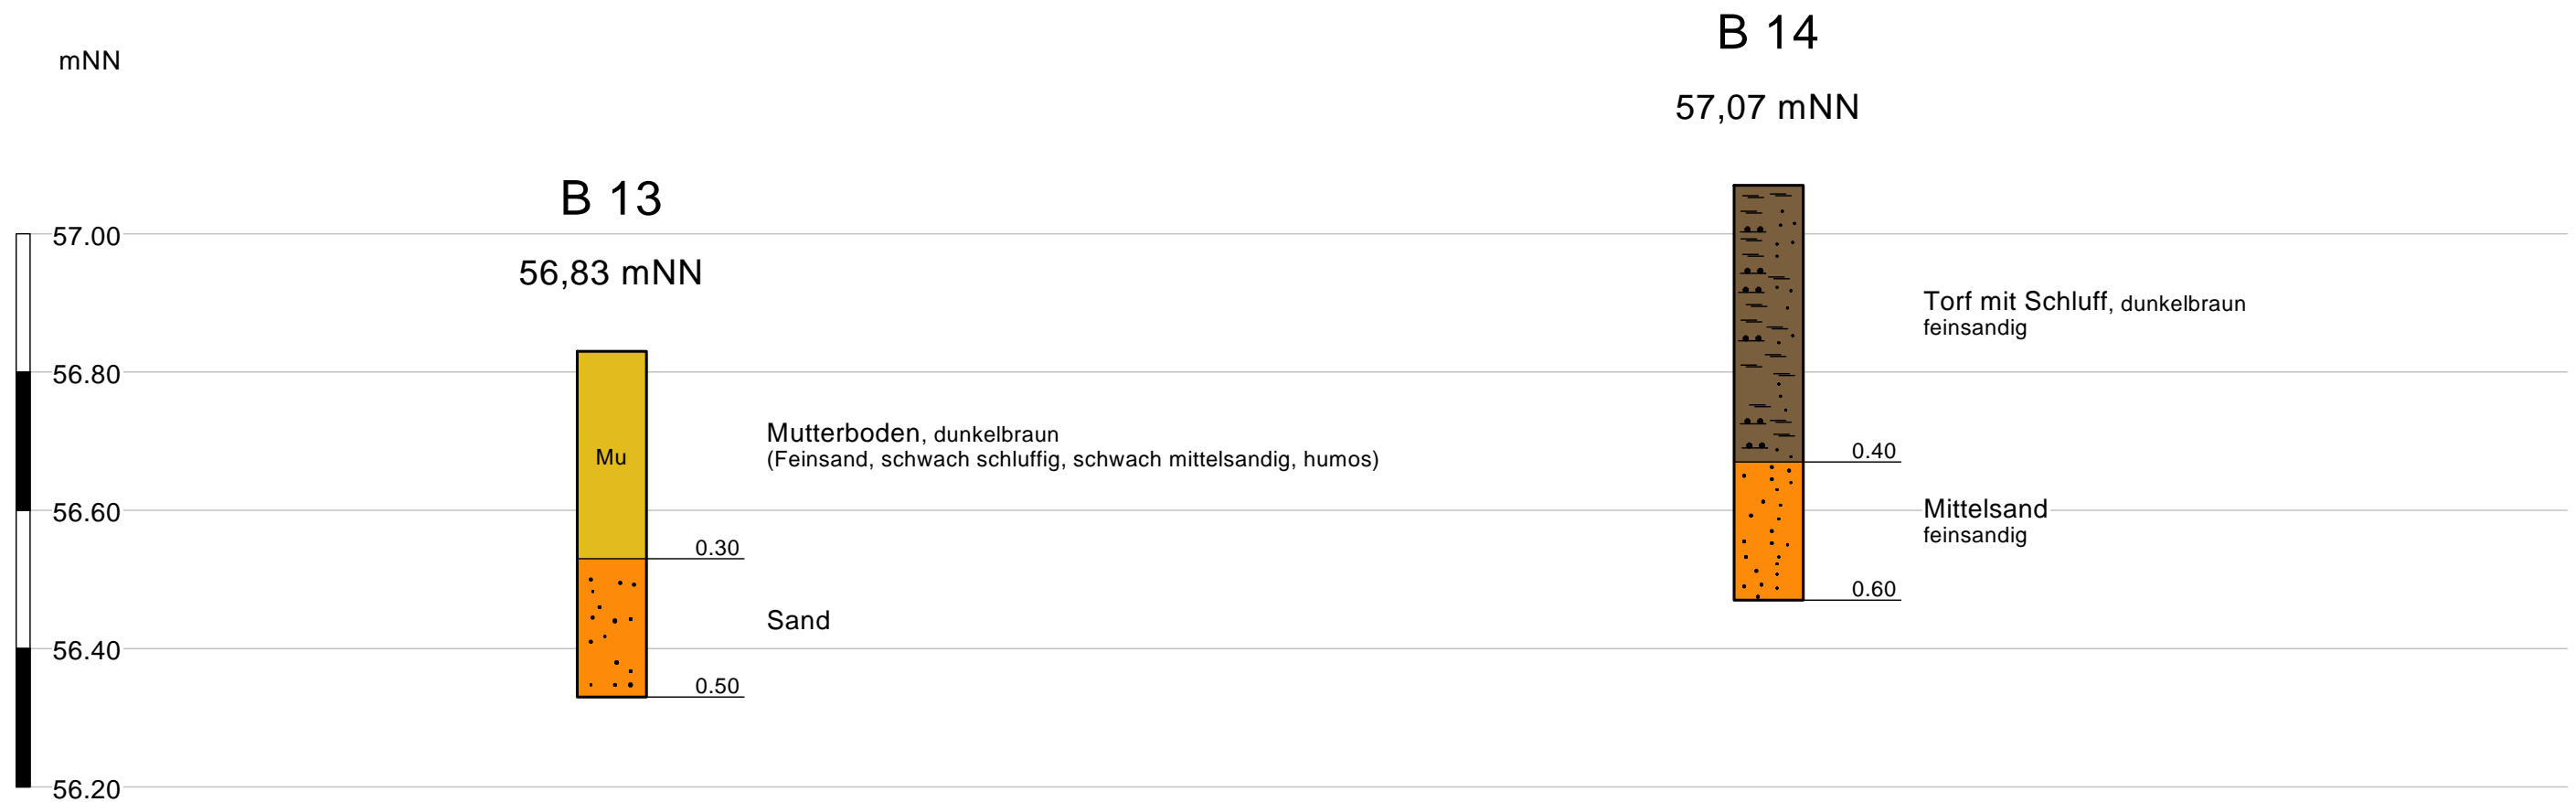 mNN
B 14
57,07 mNN
B 13
56,83 mNN
57.00
56.80
56.60
56.40
56.20
Mu
Mutterboden, dunkelbraun
(Feinsand, schwach schluffig, schwach mittelsandig, humos)
0.30
Sand
0.50
Torf mit Schluff, dunkelbraun
feinsandig
0.40
Mittelsand
feinsandig
0.60